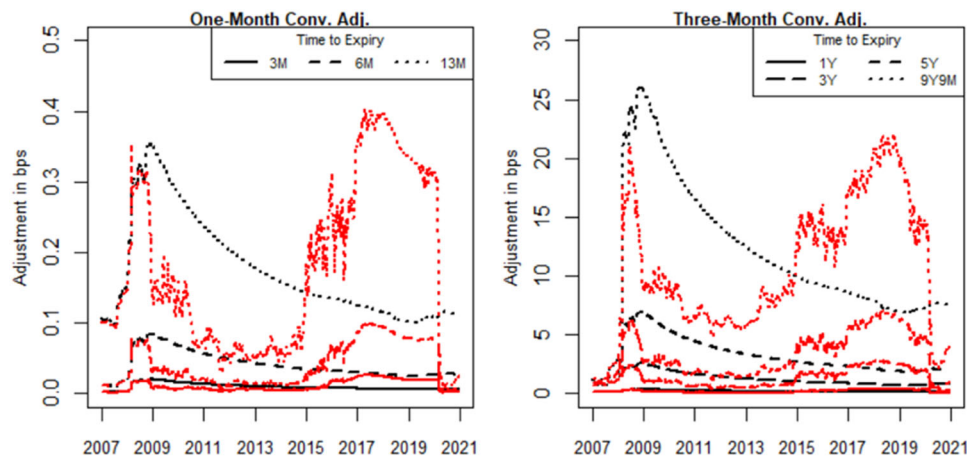 One-Month Conv. Adj.
Time to Expiry
3M 6M 13M
Adjustment in bps
0.0 0.1 0.2 0.3 0.4 0.5
2007 2009 2011 2013 2015 2017 2019 2021
Three-Month Conv. Adj.
Time to Expiry
1Y 5Y
3Y 9Y9M
Adjustment in bps
0 5 10 15 20 25 30
2007 2009 2011 2013 2015 2017 2019 2021